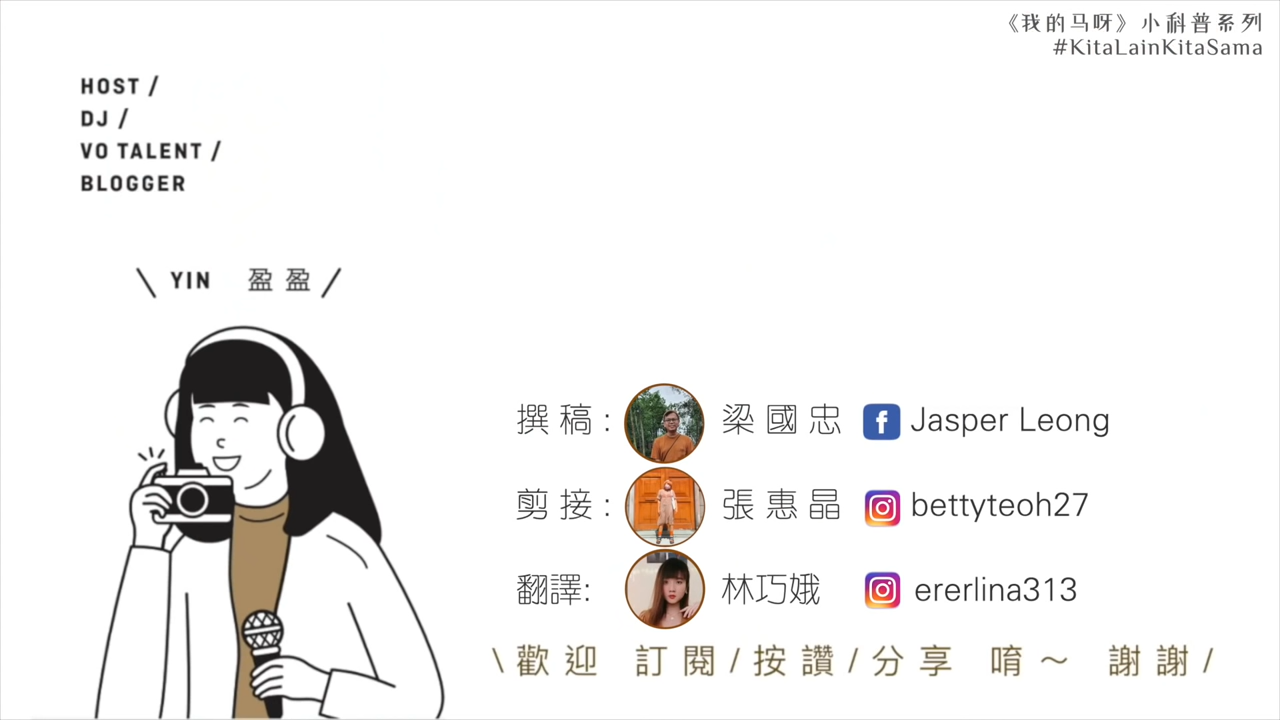 《我的马呀》小科普系列
#KitaLainKitaSama
HOST /
DJ /
VO TALENT /
BLOGGER
\ YIN 盈盈 /
撰稿: 梁國忠 Jasper Leong
剪接: 張惠晶 bettyteoh27
翻譯: 林巧娥 ererlina313
\歡迎 訂閱/按讚/分享 唷~ 謝謝/